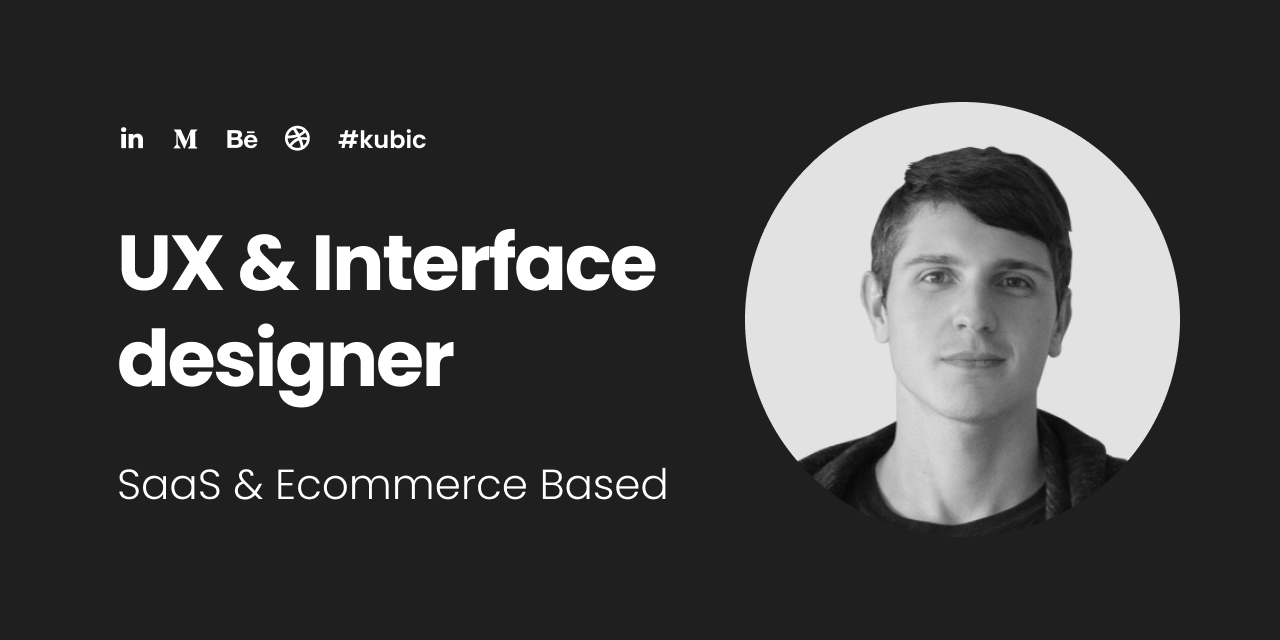 in M Bē #kubic
UX & Interface
designer
SaaS & Ecommerce Based